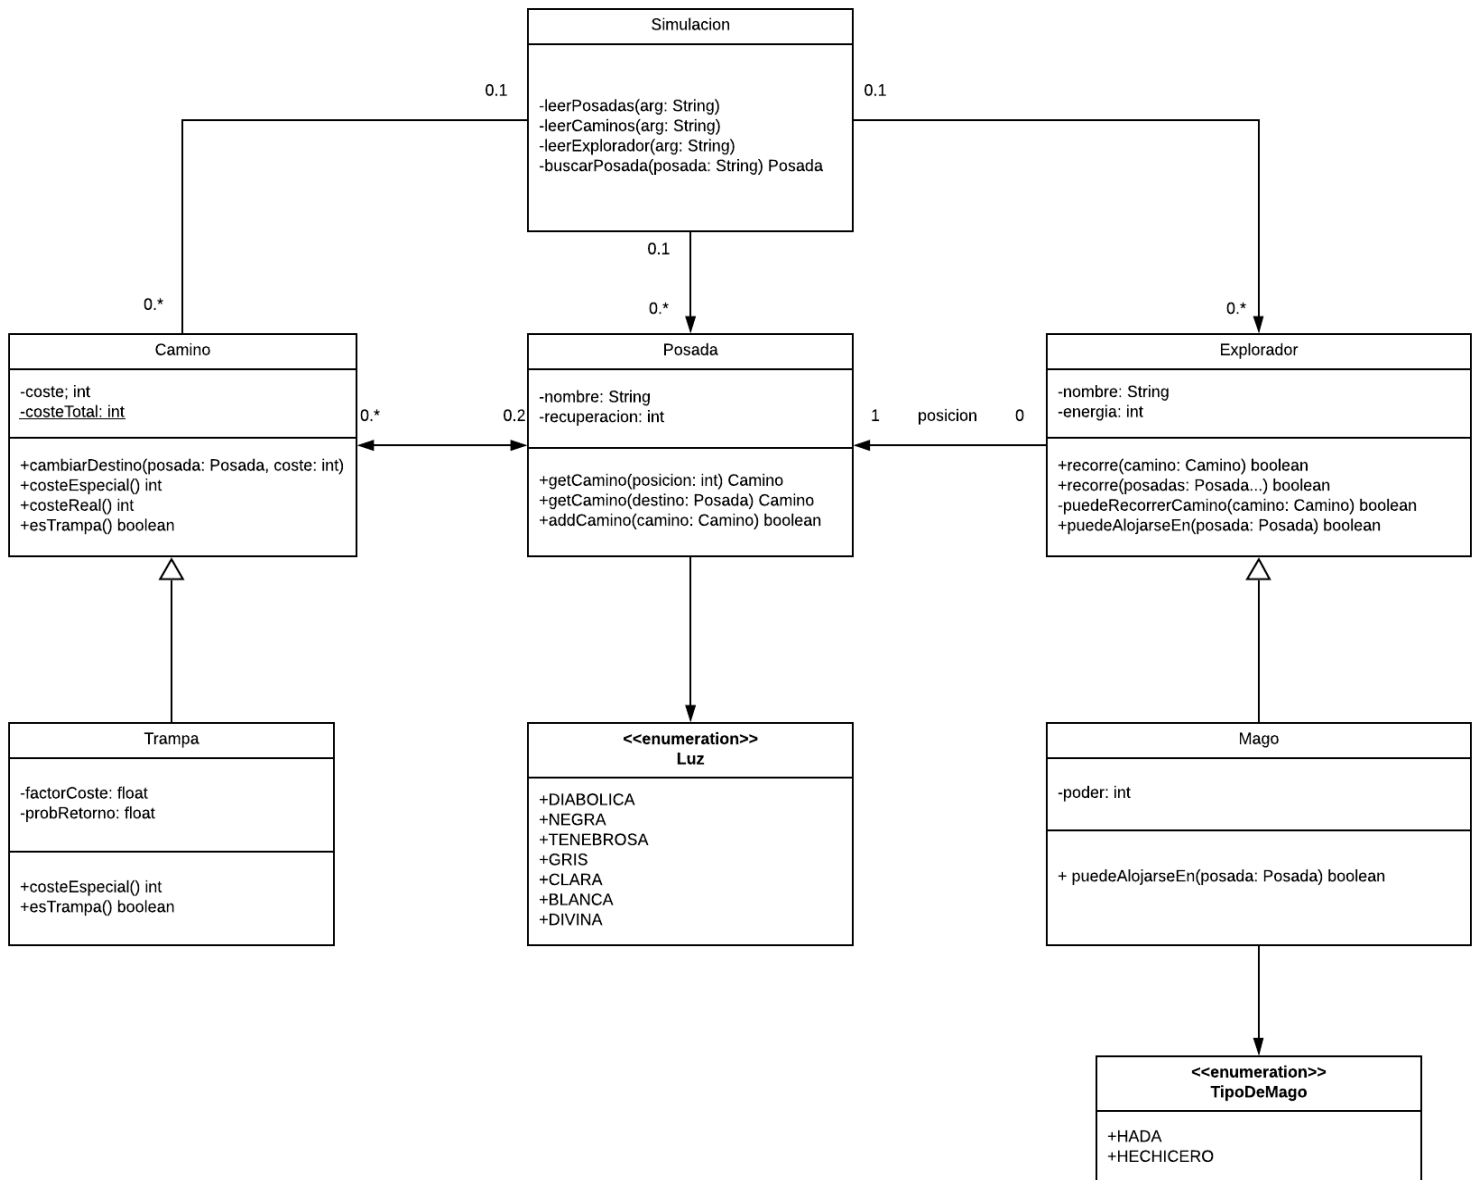 Simulacion
-leerPosadas(arg: String)
-leerCaminos(arg: String)
-leerExplorador(arg: String)
-buscarPosada(posada: String) Posada
0.1
0.1
0.1
0.*
0.*
0.*
Camino
-coste; int
-costeTotal: int
+cambiarDestino(posada: Posada, coste: int)
+costeEspecial() int
+costeReal() int
+esTrampa() boolean
0.*
0.2
Posada
-nombre: String
-recuperacion: int
+getCamino(posicion: int) Camino
+getCamino(destino: Posada) Camino
+addCamino(camino: Camino) boolean
1 posicion 0
Explorador
-nombre: String
-energia: int
+recorre(camino: Camino) boolean
+recorre(posadas: Posada...) boolean
-puedeRecorrerCamino(camino: Camino) boolean
+puedeAlojarseEn(posada: Posada) boolean
Trampa
-factorCoste: float
-probRetorno: float
+costeEspecial() int
+esTrampa() boolean
<<enumeration>>
Luz
+DIABOLICA
+NEGRA
+TENEBROSA
+GRIS
+CLARA
+BLANCA
+DIVINA
Mago
-poder: int
+ puedeAlojarseEn(posada: Posada) boolean
<<enumeration>>
TipoDeMago
+HADA
+HECHICERO